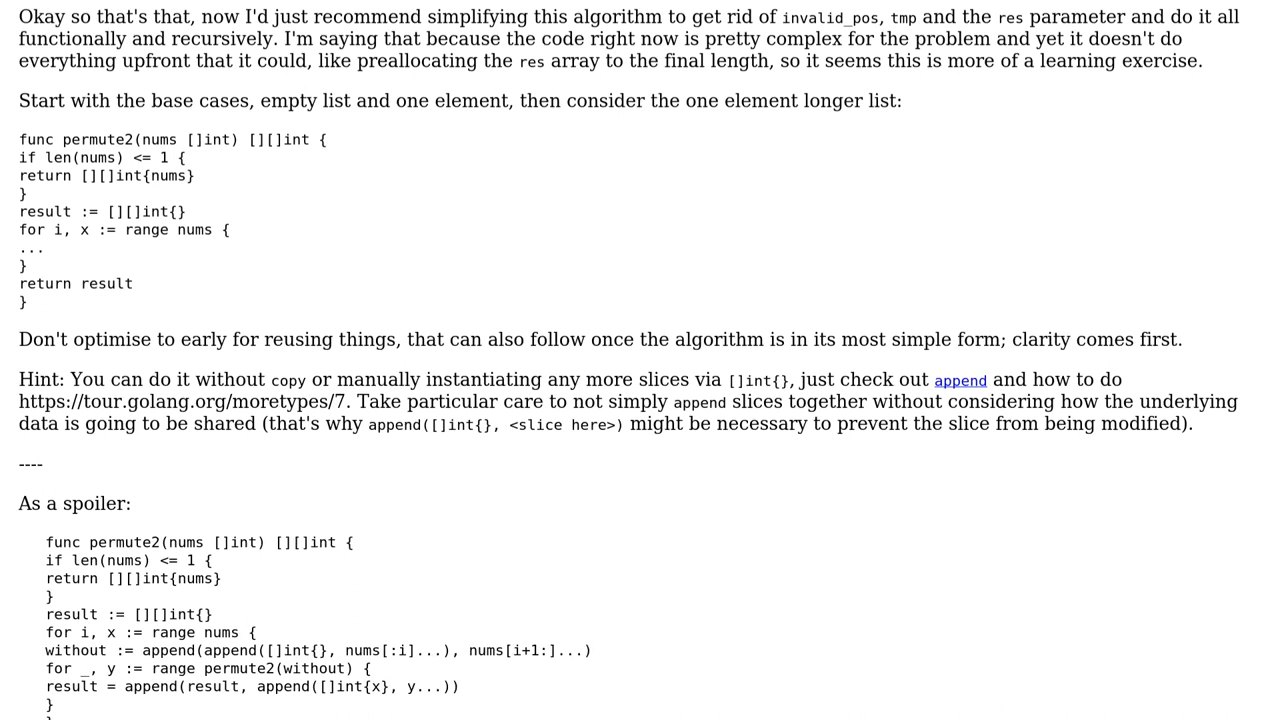 Okay so that's that, now I'd just recommend simplifying this algorithm to get rid of invalid_pos, tmp and the res parameter and do it all
functionally and recursively. I'm saying that because the code right now is pretty complex for the problem and yet it doesn't do
everything upfront that it could, like preallocating the res array to the final length, so it seems this is more of a learning exercise.
Start with the base cases, empty list and one element, then consider the one element longer list:
func permute2(nums []int) [][]int {
if len(nums) <= 1 {
return [][]int{nums}
}
result := [][]int{}
for i, x := range nums {
...
}
return result
}
Don't optimise to early for reusing things, that can also follow once the algorithm is in its most simple form; clarity comes first.
Hint: You can do it without copy or manually instantiating any more slices via []int{}, just check out append and how to do
https://tour.golang.org/moretypes/7. Take particular care to not simply append slices together without considering how the underlying
data is going to be shared (that's why append([]int{}, <slice here>) might be necessary to prevent the slice from being modified).
----
As a spoiler:
func permute2(nums []int) [][]int {
if len(nums) <= 1 {
return [][]int{nums}
}
result := [][]int{}
for i, x := range nums {
without := append(append([]int{}, nums[:i]...), nums[i+1:]...)
for _, y := range permute2(without) {
result = append(result, append([]int{x}, y...))
}
}